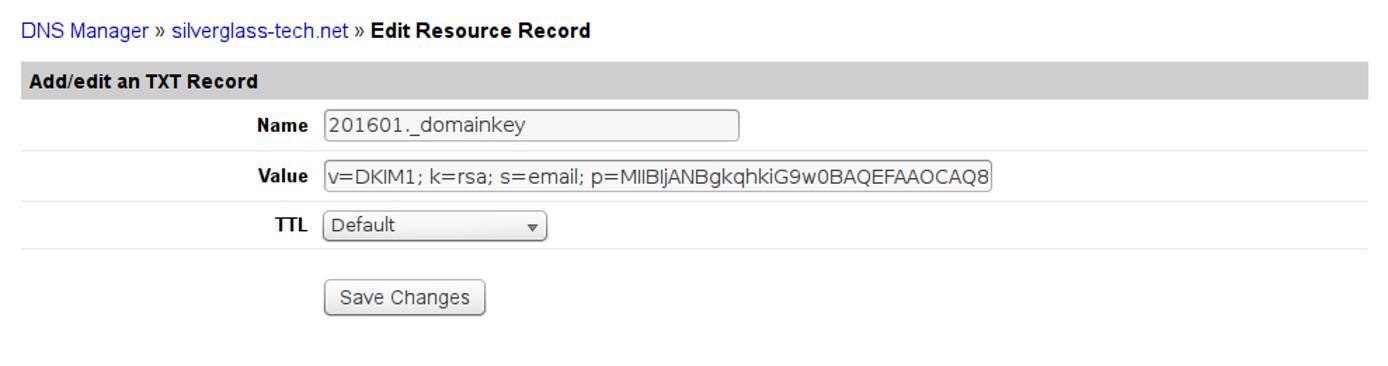 DNS Manager » silverglass-tech.net » Edit Resource Record
Add/edit an TXT Record
Name 201601._domainkey
Value v=DKIM1; k=rsa; s=email; p=MIIBIjANBgkqhkiG9w0BAQEFAAOCAQ8
TTL Default
Save Changes